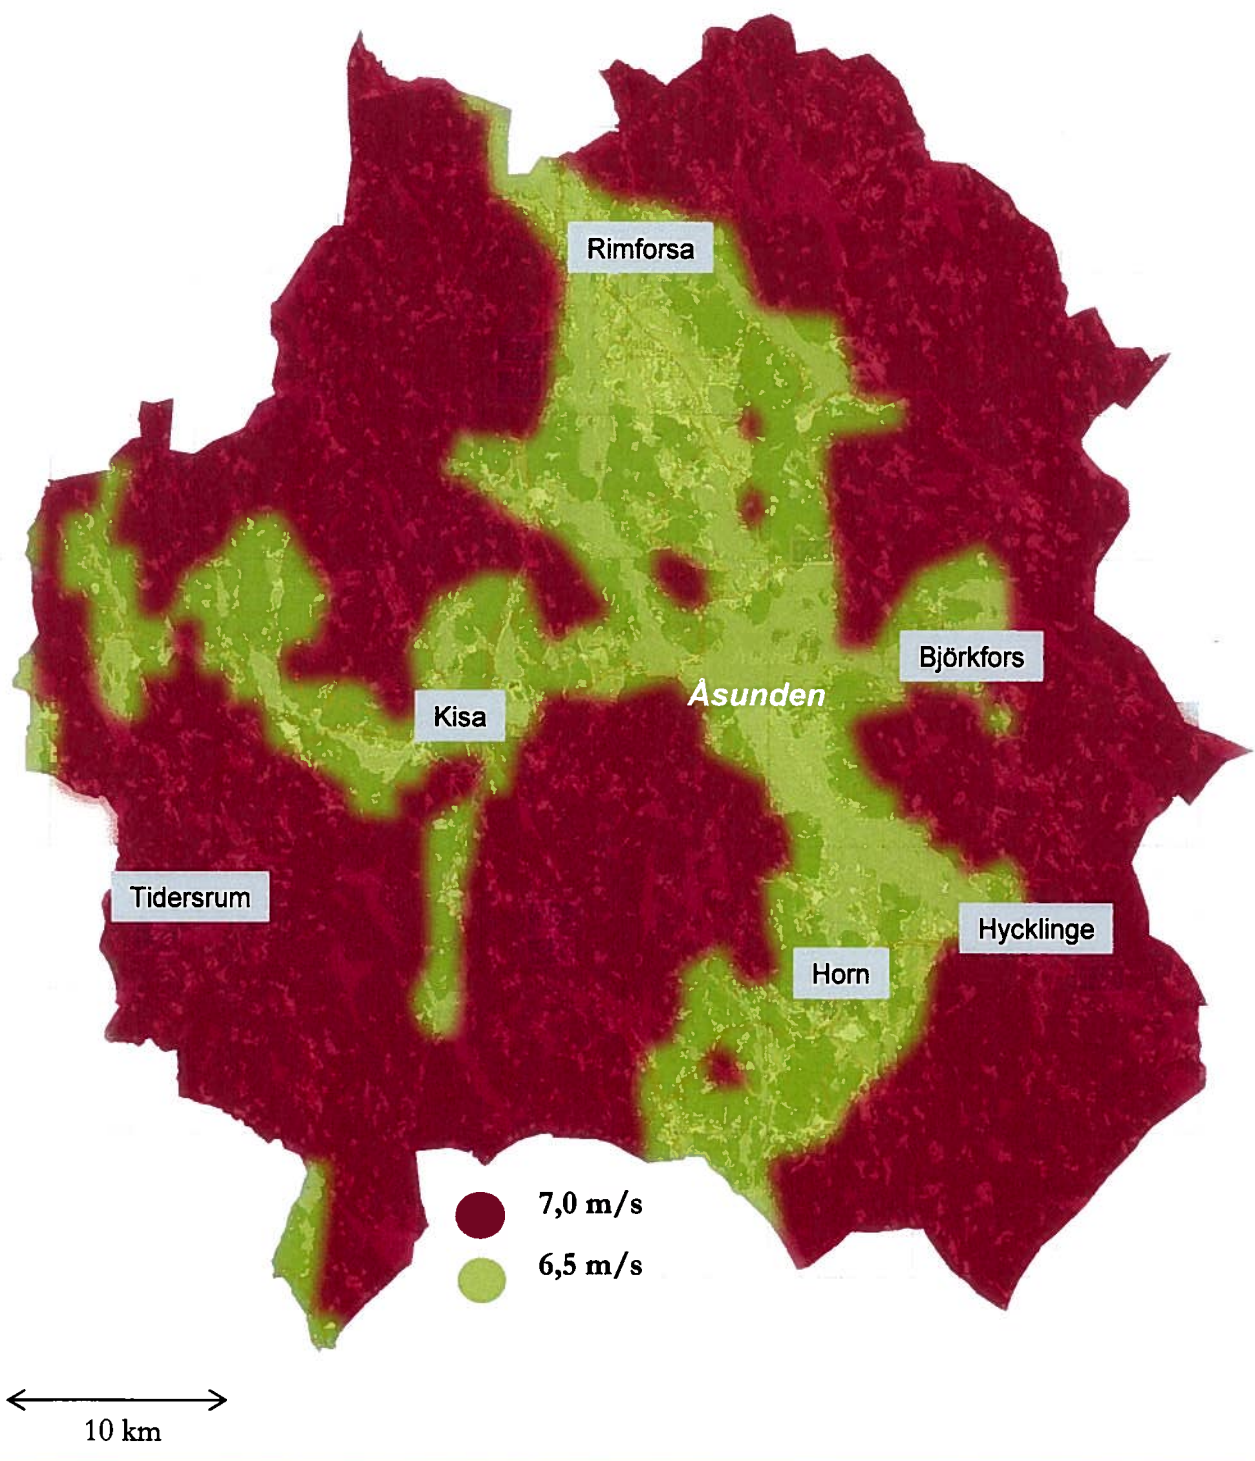 Rimforsa
Björkfors
Åsunden
Kisa
Tidersrum
Hycklinge
Horn
7,0 m/s
6,5 m/s
10 km